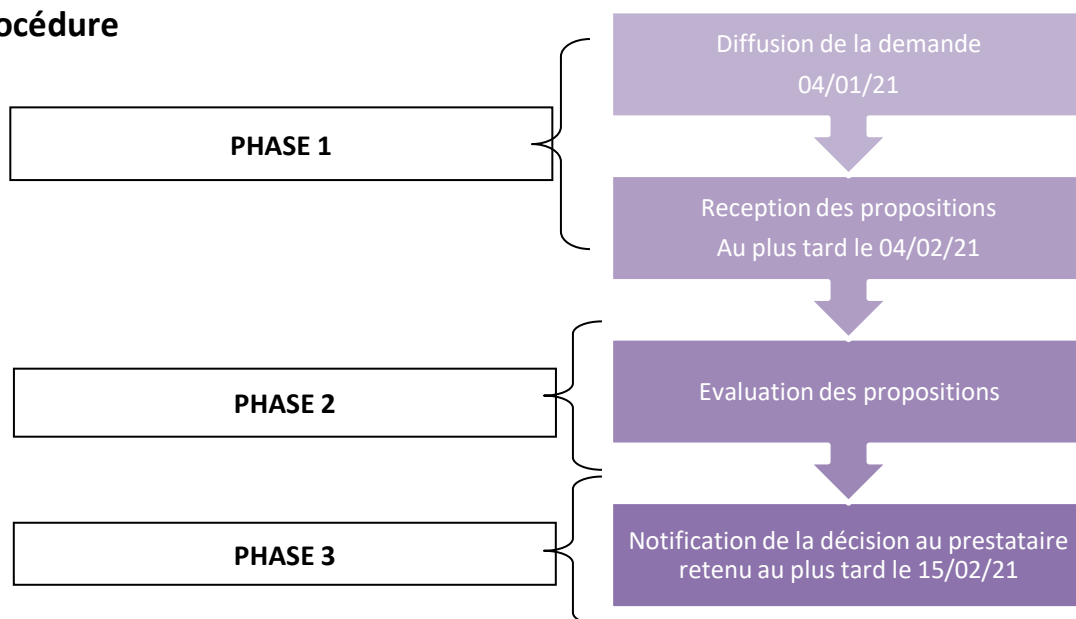 océdure
Diffusion de la demande
04/01/21
PHASE 1
Reception des propositions
Au plus tard le 04/02/21
PHASE 2
Evaluation des propositions
PHASE 3
Notification de la décision au prestataire
retenu au plus tard le 15/02/21